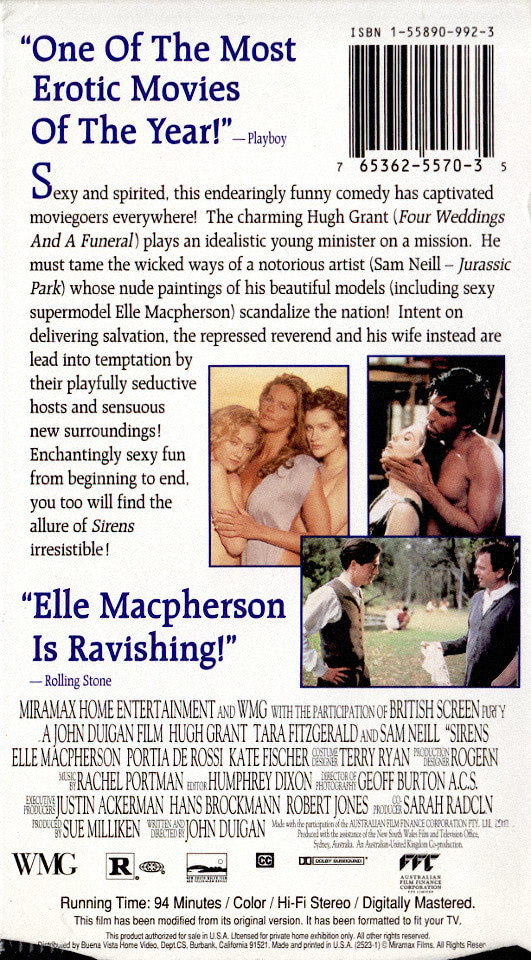 ISBN 1-55890-992-3
"One Of The Most
Erotic Movies
Of The Year!" — Playboy
7 65362-5570-3 5
Sexy and spirited, this endearingly funny comedy has captivated
moviegoers everywhere! The charming Hugh Grant (Four Weddings
And A Funeral) plays an idealistic young minister on a mission. He
must tame the wicked ways of a notorious artist (Sam Neill – Jurassic
Park) whose nude paintings of his beautiful models (including sexy
supermodel Elle Macpherson) scandalize the nation! Intent on
delivering salvation, the repressed reverend and his wife instead are
lead into temptation by
their playfully seductive
hosts and sensuous
new surroundings!
Enchantingly sexy fun
from beginning to end,
you too will find the
allure of Sirens
irresistible!
"Elle Macpherson
Is Ravishing!"
— Rolling Stone
MIRAMAX HOME ENTERTAINMENT AND WMG WITH THE PARTICIPATION OF BRITISH SCREEN
A JOHN DUIGAN FILM HUGH GRANT TARA FITZGERALD AND SAM NEILL "SIRENS
ELLE MACPHERSON PORTIA DE ROSSI KATE FISCHER COSTUME DESIGNER TERRY RYAN PRODUCTION DESIGNER ROGER
MUSIC BY RACHEL PORTMAN EDITOR HUMPHREY DIXON DIRECTOR OF PHOTOGRAPHY GEOFF BURTON A.C.S.
EXECUTIVE PRODUCERS JUSTIN ACKERMAN HANS BROCKMANN ROBERT JONES CO-PRODUCER SARAH
PRODUCED BY SUE MILLIKEN WRITTEN AND DIRECTED BY JOHN DUIGAN
Made with the participation of the AUSTRALIAN FILM FINANCE CORPORATION PTY.
Produced with the assistance of the New South Wales Film and Television Office,
Sydney, Australia. An Australian-United Kingdom Co-production.
WMG R CC DOLBY SURROUND FFC
AUSTRALIAN
FILM FINANCE
CORPORATION
Running Time: 94 Minutes / Color / Hi-Fi Stereo / Digitally Mastered.
This film has been modified from its original version. It has been formatted to fit your TV.
This product authorized for sale in U.S.A. Licensed for private home exhibition only. All other rights reserved.
Distributed by Buena Vista Home Video, Dept.CS, Burbank, California 91521. Made and printed in U.S.A. (2523-1) © Miramax Films. All Rights